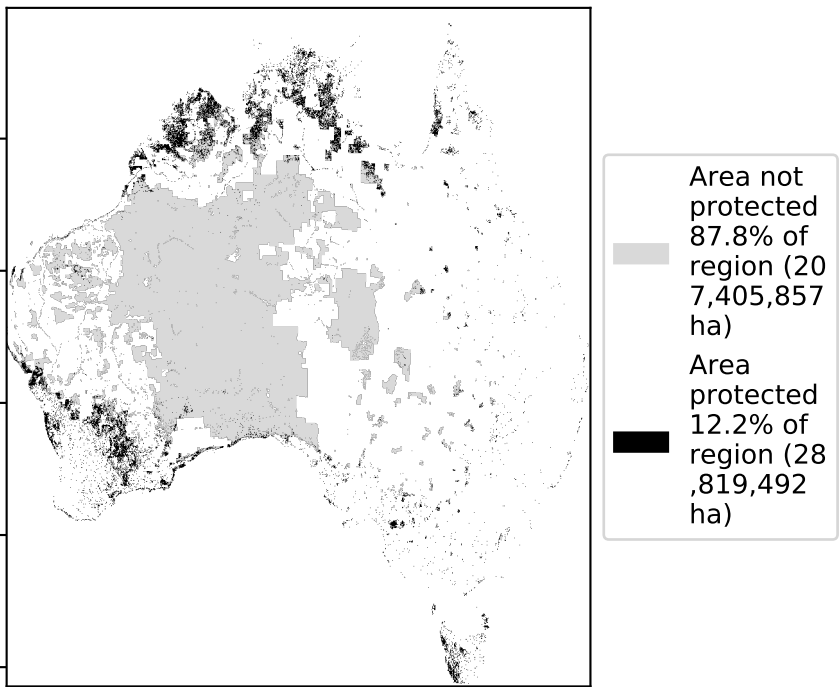 Area not
protected
87.8% of
region (20
7,405,857
ha)
Area
protected
12.2% of
region (28
,819,492
ha)